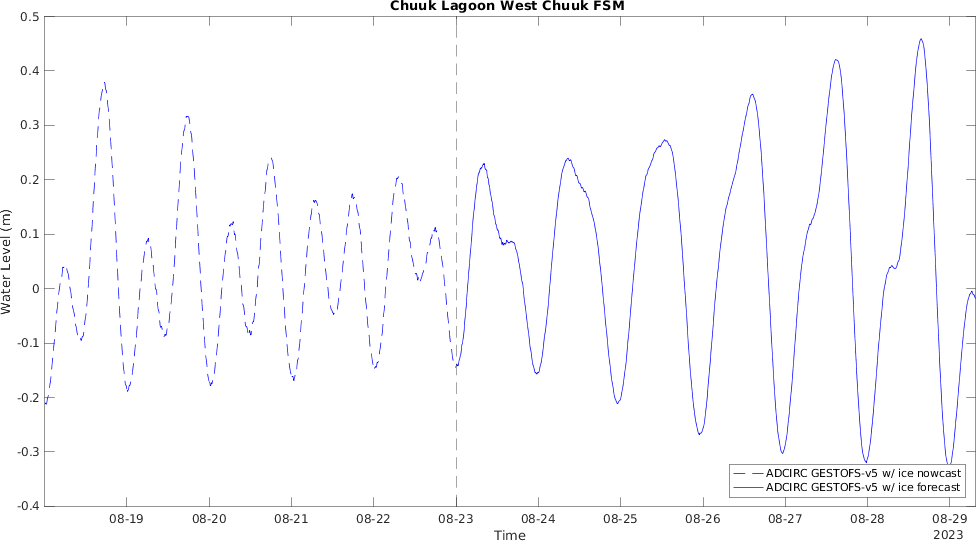 Chuuk Lagoon West Chuuk FSM
0.5
0.4
0.3
0.2
0.1
0
-0.1
-0.2
-0.3
-0.4
Water Level (m)
ADCIRC GESTOFS-v5 w/ ice nowcast
ADCIRC GESTOFS-v5 w/ ice forecast
08-19 08-20 08-21 08-22 08-23 08-24 08-25 08-26 08-27 08-28 08-29
Time
2023